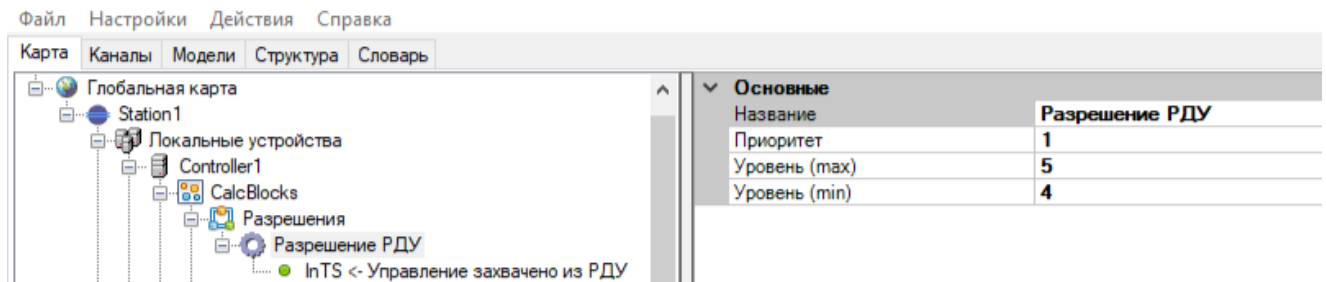 Файл Настройки Действия Справка
Карта Каналы Модели Структура Словарь
Глобальная карта
Station1
Локальные устройства
Controller1
CalcBlocks
Разрешения
Разрешение РДУ
InTS <- Управление захвачено из РДУ
Основные
Название Разрешение РДУ
Приоритет 1
Уровень (max) 5
Уровень (min) 4